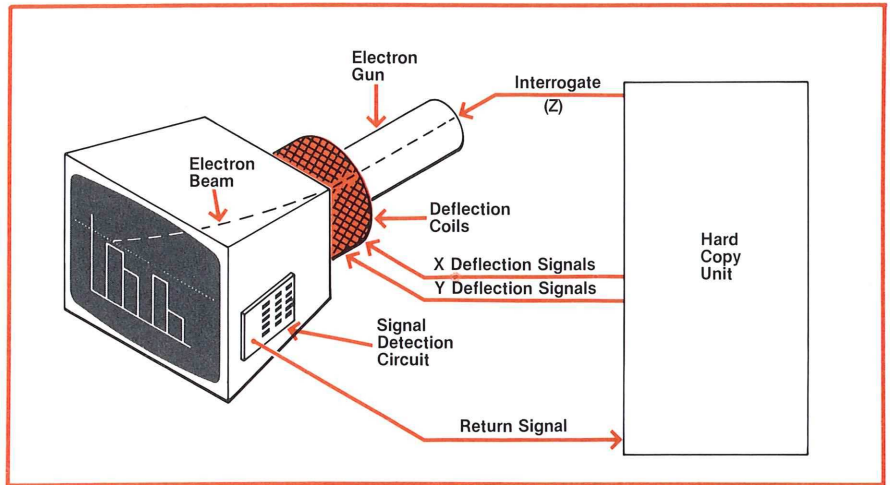 Electron
Gun
Interrogate
(Z)
Electron
Beam
Deflection
Coils
Hard
Copy
Unit
X Deflection Signals
Y Deflection Signals
Signal
Detection
Circuit
Return Signal